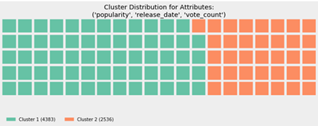 Cluster Distribution for Attributes:
('popularity', 'release_date', 'vote_count')
Cluster 1 (4383) Cluster 2 (2536)